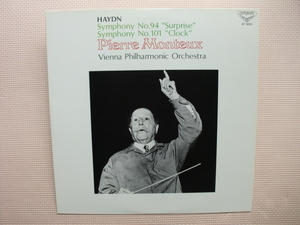 HAYDN
Symphony No.94 "Surprise"
Symphony No.101 "Clock"
Pierre Monteux
Vienna Philharmonic Orchestra